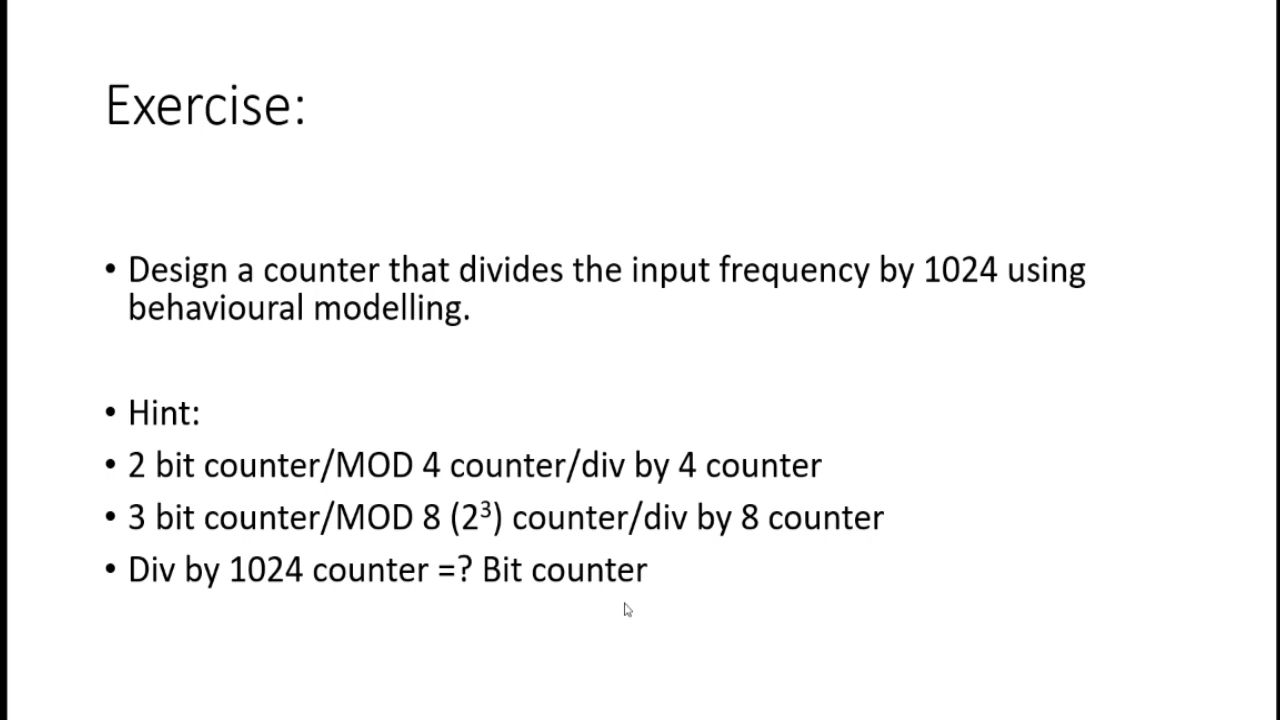 Exercise:
• Design a counter that divides the input frequency by 1024 using
behavioural modelling.
• Hint:
• 2 bit counter/MOD 4 counter/div by 4 counter
• 3 bit counter/MOD 8 (2³) counter/div by 8 counter
• Div by 1024 counter =? Bit counter